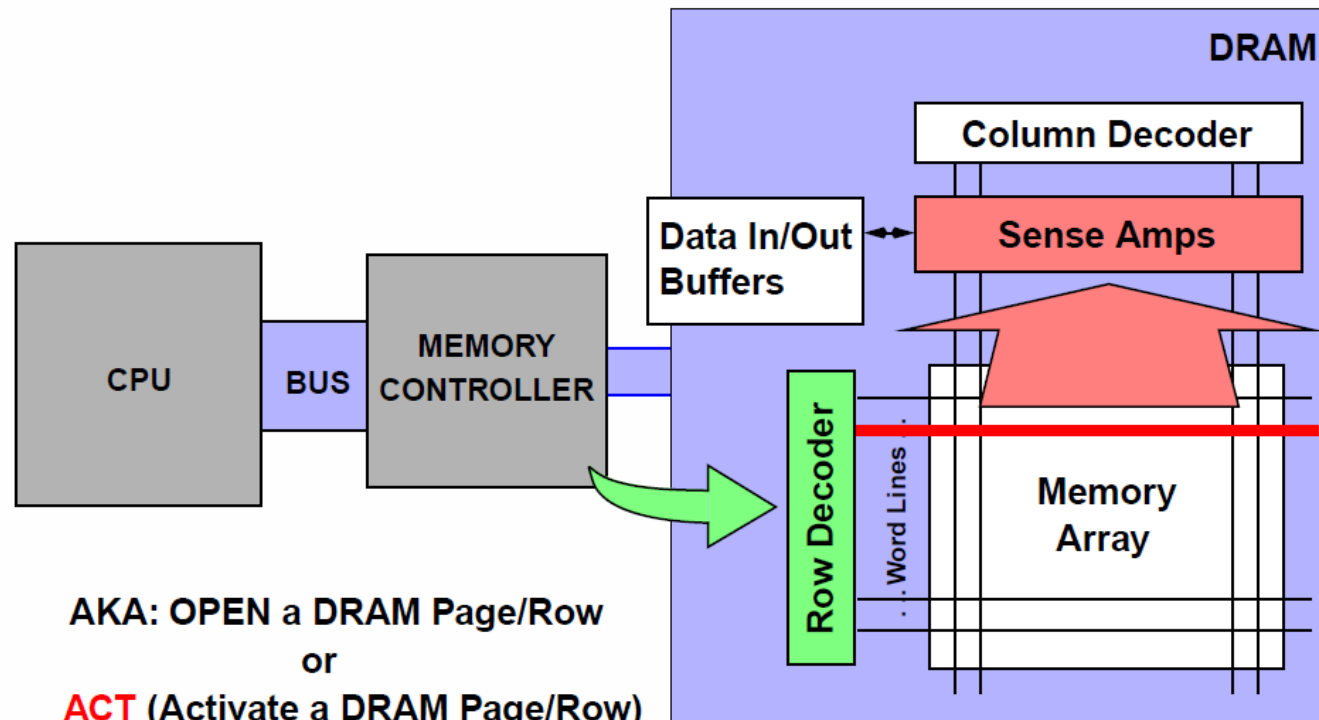 DRAM
Column Decoder
Sense Amps
Data In/Out
Buffers
CPU
BUS
MEMORY
CONTROLLER
Row Decoder
. . .Word Lines . . .
Memory
Array
AKA: OPEN a DRAM Page/Row
or
ACT (Activate a DRAM Page/Row)